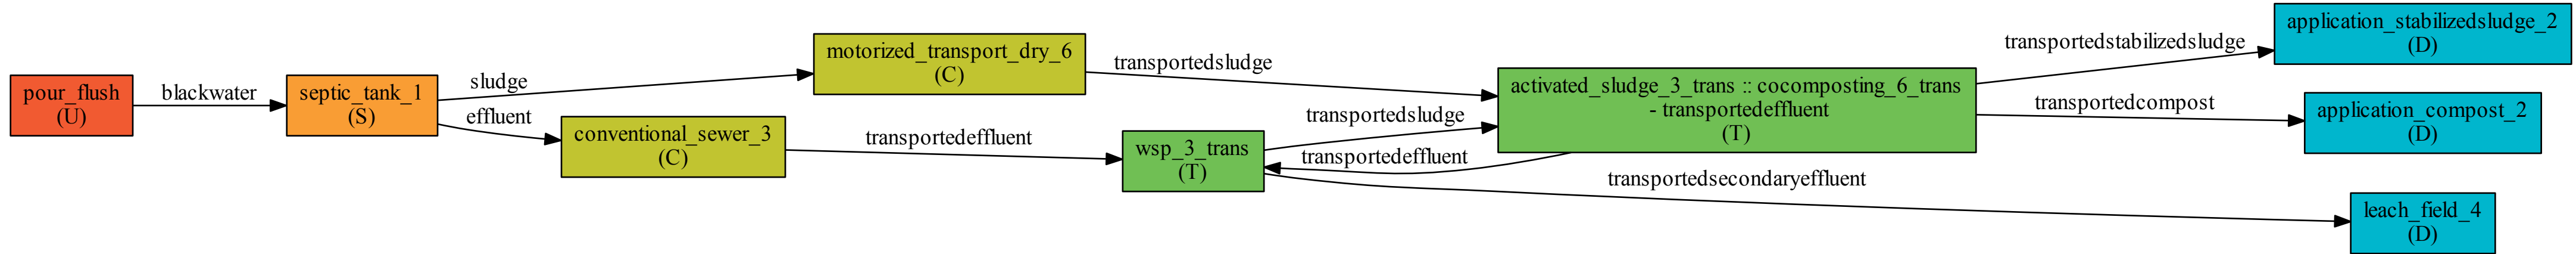 pour_flush
(U)
blackwater
septic_tank_1
(S)
sludge
effluent
motorized_transport_dry_6
(C)
conventional_sewer_3
(C)
transportedsludge
transportedeffluent
wsp_3_trans
(T)
transportedsludge
transportedeffluent
activated_sludge_3_trans :: cocomposting_6_trans
- transportedeffluent
(T)
transportedsecondaryeffluent
transportedstabilizedsludge
transportedcompost
application_stabilizedsludge_2
(D)
application_compost_2
(D)
leach_field_4
(D)